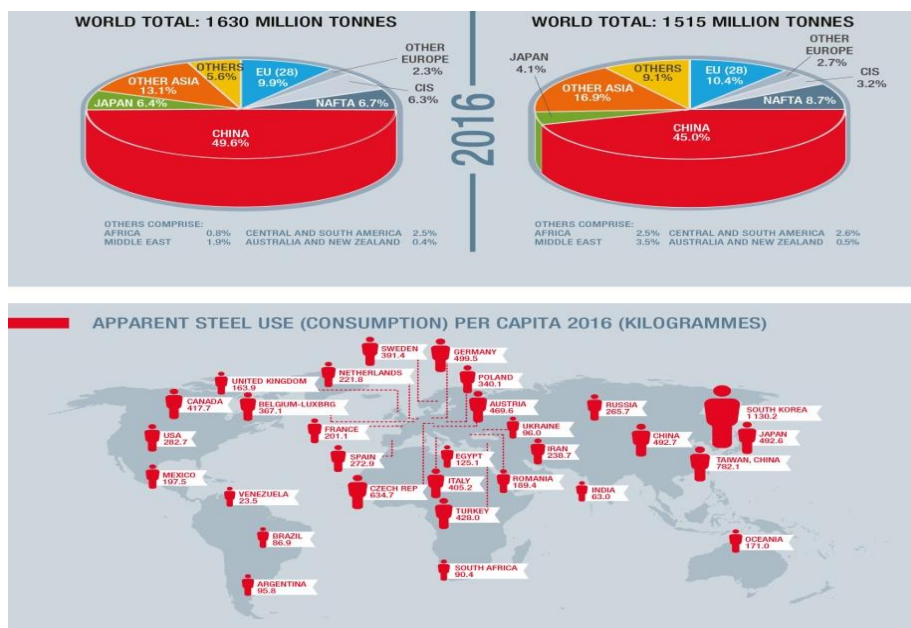 WORLD TOTAL: 1 630 MILLION TONNES
OTHERS
5.6%
EU (28)
9.9%
OTHER
EUROPE
2.3%
CIS
6.3%
OTHER ASIA
13.1%
JAPAN 6.4%
NAFTA 6.7%
CHINA
49.6%
OTHERS COMPRISE:
AFRICA 0.8% CENTRAL AND SOUTH AMERICA 2.5%
MIDDLE EAST 1.9% AUSTRALIA AND NEW ZEALAND 0.4%
2016
WORLD TOTAL: 1 515 MILLION TONNES
JAPAN
4.1%
OTHERS
9.1%
EU (28)
10.4%
OTHER
EUROPE
2.7%
CIS
3.2%
OTHER ASIA
16.9%
NAFTA 8.7%
CHINA
45.0%
OTHERS COMPRISE:
AFRICA 2.5% CENTRAL AND SOUTH AMERICA 2.6%
MIDDLE EAST 3.5% AUSTRALIA AND NEW ZEALAND 0.5%
APPARENT STEEL USE (CONSUMPTION) PER CAPITA 2016 (KILOGRAMMES)
SWEDEN
391.4
GERMANY
499.5
NETHERLANDS
221.8
POLAND
340.1
UNITED KINGDOM
163.9
CANADA
417.7
BELGIUM-LUXBRG
367.1
AUSTRIA
469.6
RUSSIA
265.7
SOUTH KOREA
1 130.2
FRANCE
201.1
UKRAINE
96.0
USA
282.7
CHINA
492.7
JAPAN
492.6
SPAIN
272.9
EGYPT
125.1
IRAN
238.7
TAIWAN, CHINA
782.1
MEXICO
197.5
CZECH REP
634.7
ITALY
405.2
ROMANIA
189.4
INDIA
63.0
VENEZUELA
23.5
TURKEY
428.0
BRAZIL
86.9
OCEANIA
171.0
SOUTH AFRICA
90.4
ARGENTINA
95.8